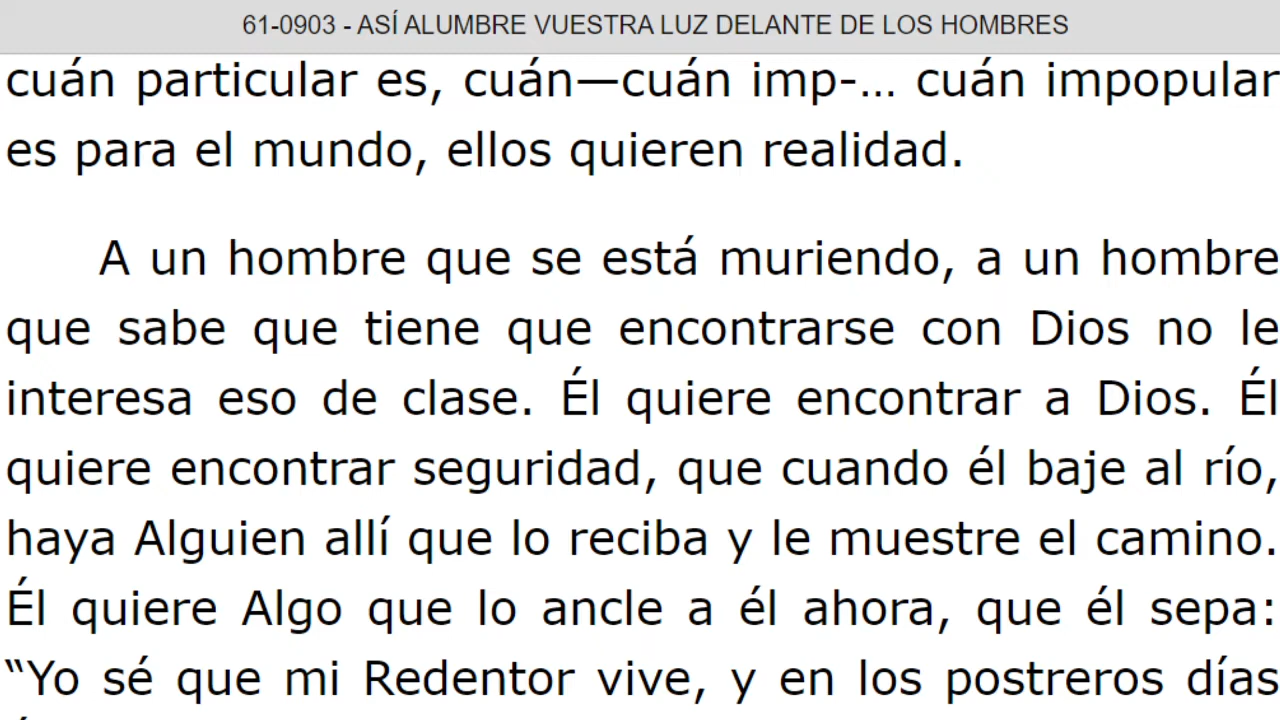 61-0903 - ASÍ ALUMBRE VUESTRA LUZ DELANTE DE LOS HOMBRES
cuán particular es, cuán—cuán imp-... cuán impopular
es para el mundo, ellos quieren realidad.
A un hombre que se está muriendo, a un hombre
que sabe que tiene que encontrarse con Dios no le
interesa eso de clase. Él quiere encontrar a Dios. Él
quiere encontrar seguridad, que cuando él baje al río,
haya Alguien allí que lo reciba y le muestre el camino.
Él quiere Algo que lo ancle a él ahora, que él sepa:
“Yo sé que mi Redentor vive, y en los postreros días